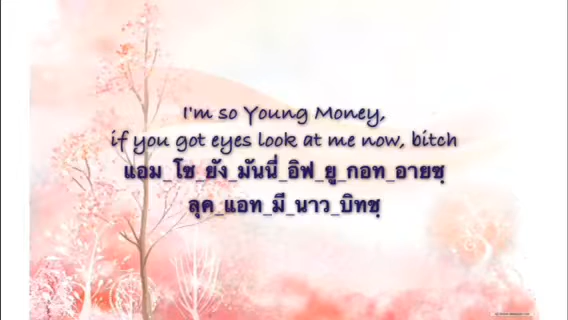 I'm so Young Money,
if you got eyes look at me now, bitch
แอม_โซ_ยัง_มันนี่_อิฟ_ยู_กอท_อายซฺ
ลุค_แอท_มี_นาว_บิทชฺ